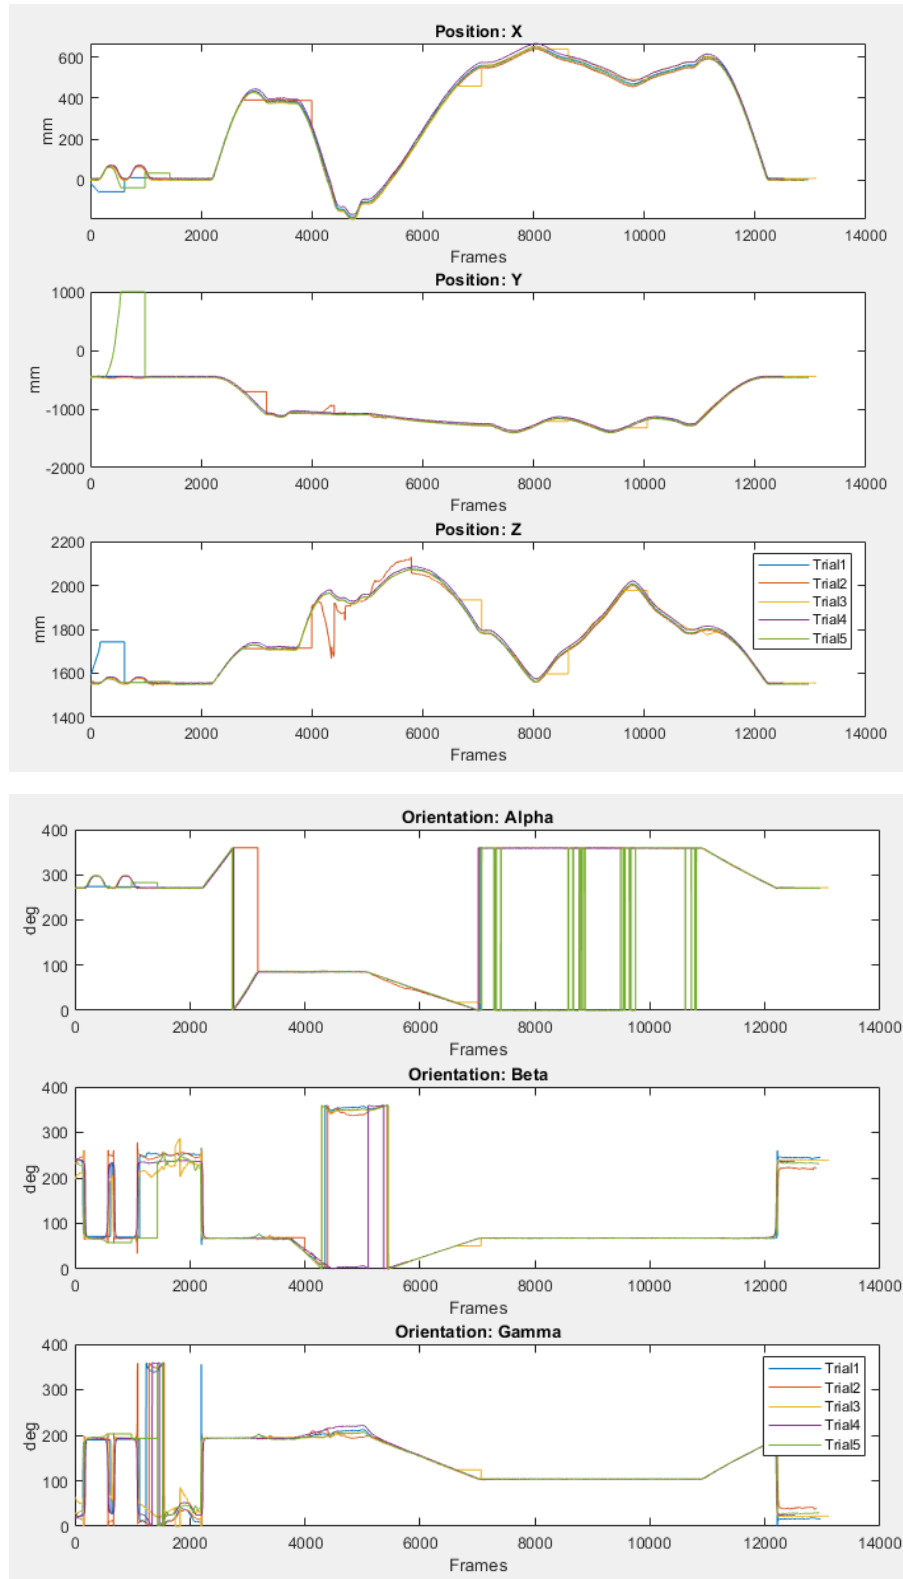 Position: X
600
400
200
0
mm
0 2000 4000 6000 8000 10000 12000 14000
Frames
Position: Y
1000
0
-1000
-2000
mm
0 2000 4000 6000 8000 10000 12000 14000
Frames
Position: Z
2200
2000
1800
1600
1400
mm
Trial1
Trial2
Trial3
Trial4
Trial5
0 2000 4000 6000 8000 10000 12000 14000
Frames
Orientation: Alpha
400
300
200
100
0
deg
0 2000 4000 6000 8000 10000 12000 14000
Frames
Orientation: Beta
400
300
200
100
0
deg
0 2000 4000 6000 8000 10000 12000 14000
Frames
Orientation: Gamma
400
300
200
100
0
deg
Trial1
Trial2
Trial3
Trial4
Trial5
0 2000 4000 6000 8000 10000 12000 14000
Frames